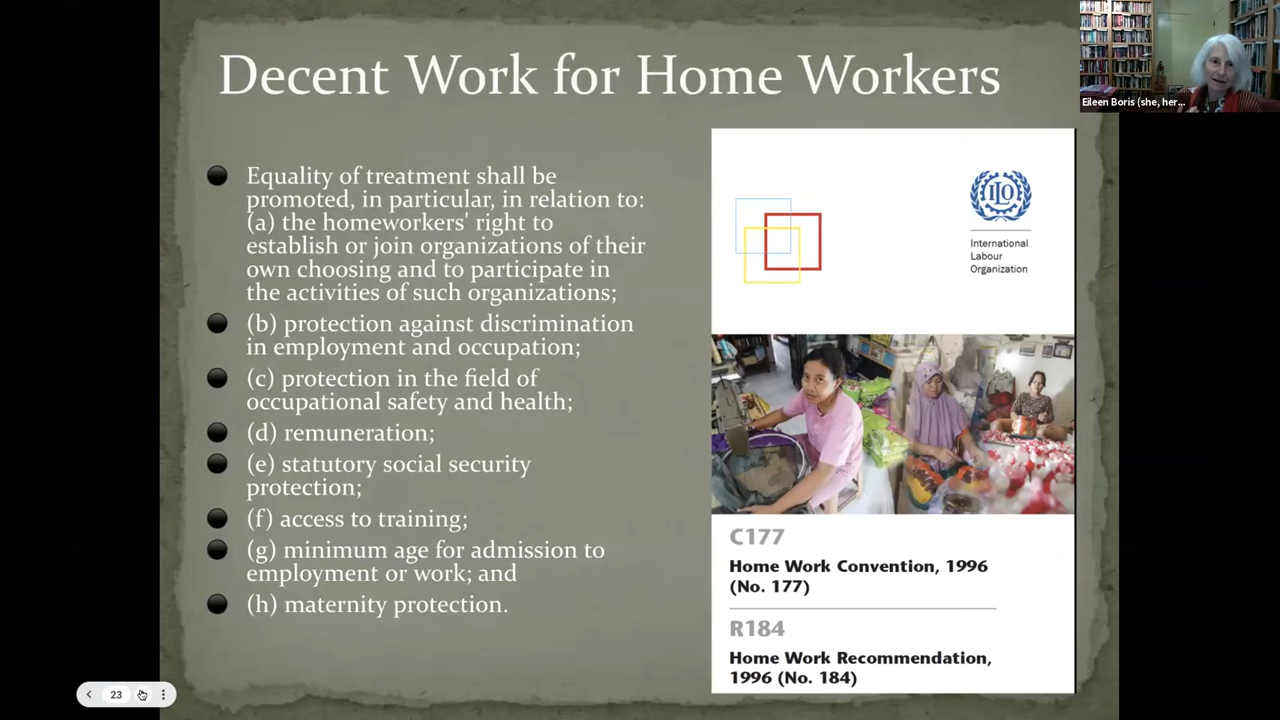 Decent Work for Home Workers
Equality of treatment shall be
promoted, in particular, in relation to:
(a) the homeworkers' right to
establish or join organizations of their
own choosing and to participate in
the activities of such organizations;
(b) protection against discrimination
in employment and occupation;
(c) protection in the field of
occupational safety and health;
(d) remuneration;
(e) statutory social security
protection;
(f) access to training;
(g) minimum age for admission to
employment or work; and
(h) maternity protection.
ILO
International
Labour
Organization
C177
Home Work Convention, 1996
(No. 177)
R184
Home Work Recommendation,
1996 (No. 184)
Eileen Boris (she, her...
23